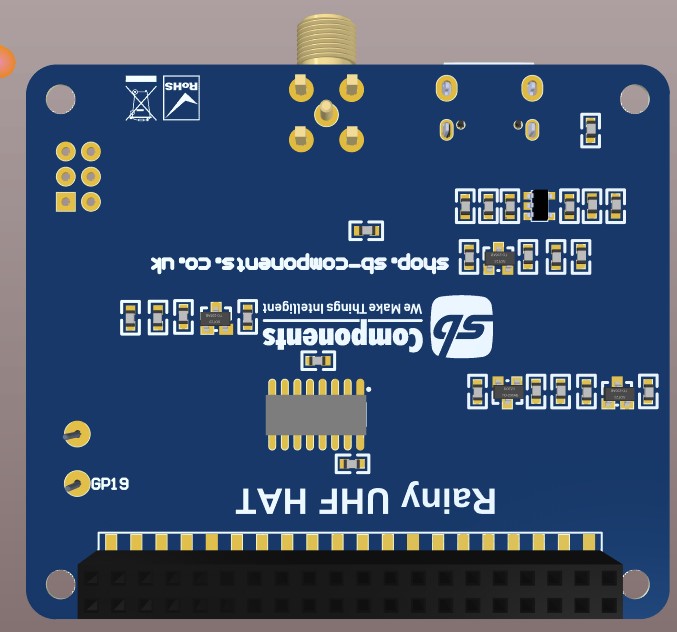 RoHS
shop.sb-components.co.uk
We Make Things Intelligent
Components
sb
GP19
Rainy UHF HAT